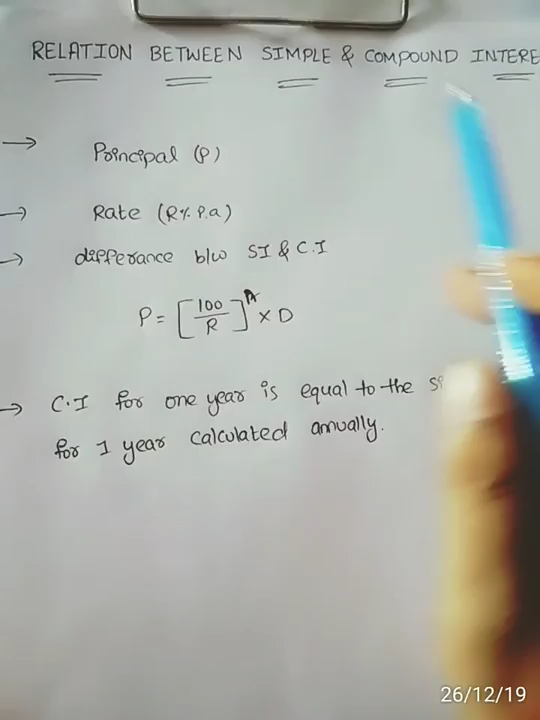 RELATION BETWEEN SIMPLE & COMPOUND INTERE
→ Principal (P)
→ Rate (R% P.a)
→ differance b/w SI & C.I
P = [100/R] × D
→ C.I for one year is equal to the
for 1 year calculated annually.
26/12/19